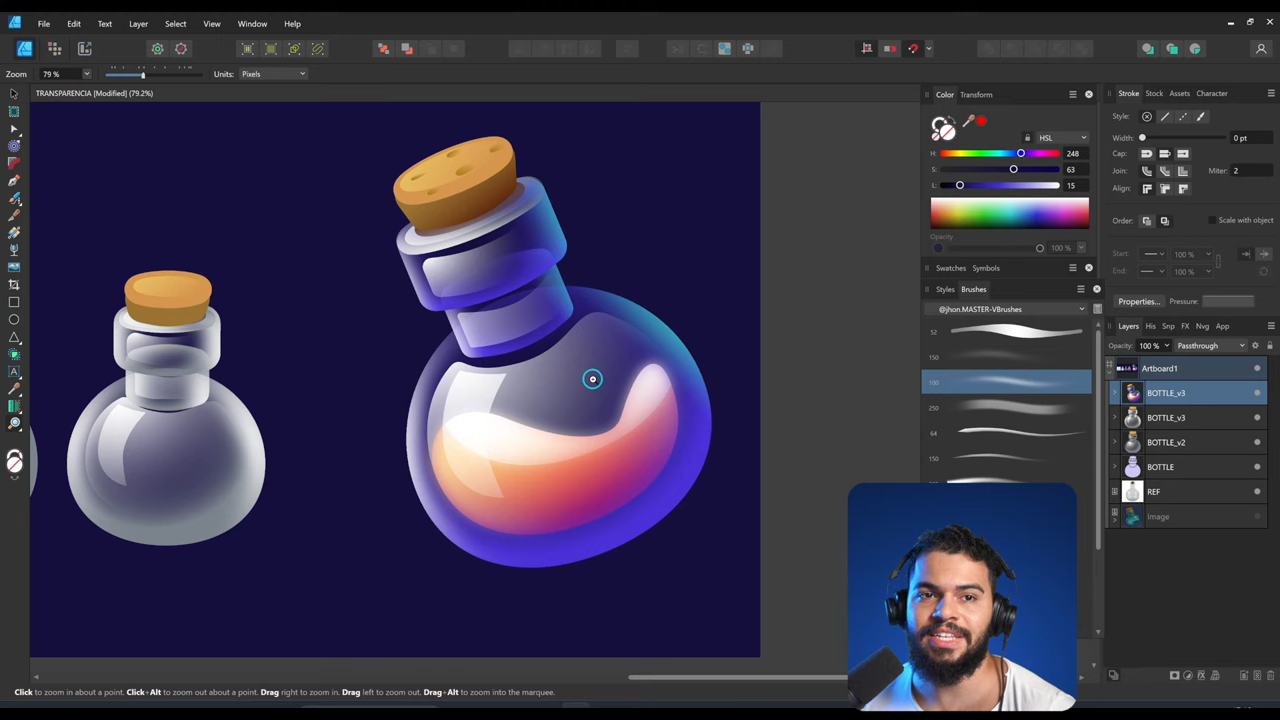 File Edit Text Layer Select View Window Help
Zoom 79 % Units: Pixels
TRANSPARENCIA [Modified] (79.2%)
Color Transform
HSL
H: 248
S: 63
L: 15
Opacity
100 %
Swatches Symbols
Styles Brushes
@jhon.MASTER-VBrushes
52
150
100
250
64
150
Stroke Stock Assets Character
Style:
Width: 0 pt
Cap:
Join: Miter: 2
Align:
Order: Scale with object
Start: 100 %
End: 100 %
Properties... Pressure:
Layers His Snp FX Nvg App
Opacity: 100 % Passthrough
Artboard1
BOTTLE_v3
BOTTLE_v3
BOTTLE_v2
BOTTLE
REF
Image
Click to zoom in about a point. Click+Alt to zoom out about a point. Drag right to zoom in. Drag left to zoom out. Drag+Alt to zoom into the marquee.